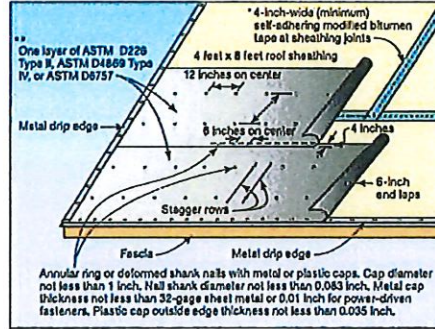 **
One layer of ASTM D226
Type II, ASTM D4869 Type
IV, or ASTM D6757
*4-inch-wide (minimum)
self-adhering modified bitumen
tape at sheathing joints
4 feet x 8 feet roof sheathing
12 inches on center
Metal drip edge
6 inches on center
4 inches
6-inch
end laps
Stagger rows
Fascia
Metal drip edge
Annular ring or deformed shank nails with metal or plastic caps. Cap diameter
not less than 1 inch. Nail shank diameter not less than 0.083 inch. Metal cap
thickness not less than 32-gage sheet metal or 0.01 inch for power-driven
fasteners. Plastic cap outside edge thickness not less than 0.035 inch.